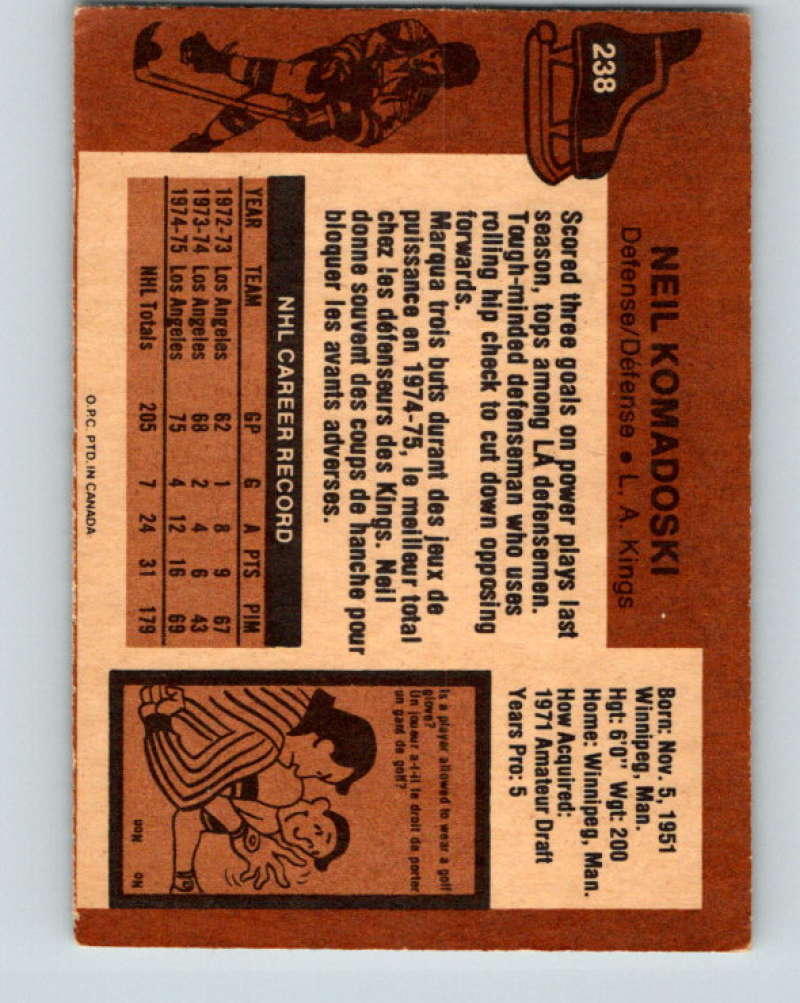 238
NEIL KOMADOSKI
Defense/Défense • L. A. Kings
Scored three goals on power plays last
season, tops among LA defensemen.
Tough-minded defenseman who uses
rolling hip check to cut down opposing
forwards.
Marqua trois buts durant des jeux de
puissance en 1974-75, le meilleur total
chez les défenseurs des Kings. Neil
donne souvent des coups de hanche pour
bloquer les avants adverses.
NHL CAREER RECORD
YEAR TEAM GP G A PTS PIM
1972-73 Los Angeles 62 1 8 9 67
1973-74 Los Angeles 68 2 4 6 43
1974-75 Los Angeles 75 4 12 16 69
NHL Totals 205 7 24 31 179
Born: Nov. 5, 1951
Winnipeg, Man.
Hgt: 6'0" Wgt: 200
Home: Winnipeg, Man.
How Acquired:
1971 Amateur Draft
Years Pro: 5
Is a player allowed to wear a golf
glove?
Un joueur a-t-il le droit de porter
un gant de golf?
NO
NON
O.P.C. PTD. IN CANADA